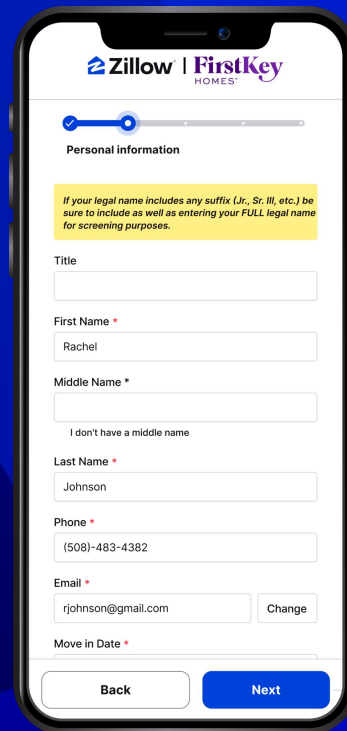 Zillow | FirstKey
HOMES
Personal information
If your legal name includes any suffix (Jr., Sr. III, etc.) be
sure to include as well as entering your FULL legal name
for screening purposes.
Title
First Name *
Rachel
Middle Name *
I don't have a middle name
Last Name *
Johnson
Phone *
(508)-483-4382
Email *
rjohnson@gmail.com Change
Move in Date *
Back Next